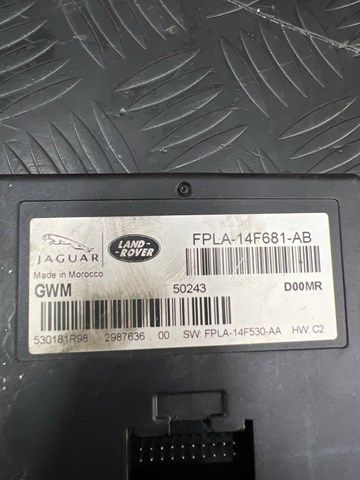 JAGUAR
LAND-
ROVER
FPLA-14F681-AB
Made in Morocco
GWM 50243 D00MR
530181R98 2987636 . 00 SW: FPLA-14F530-AA HW: C2